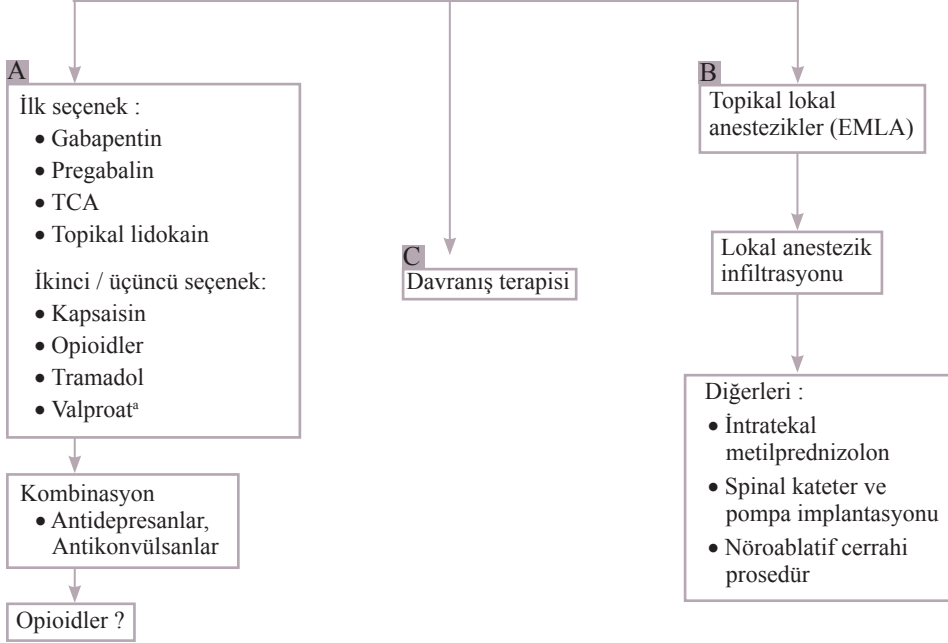 A
İlk seçenek :
• Gabapentin
• Pregabalin
• TCA
• Topikal lidokain
İkinci / üçüncü seçenek:
• Kapsaisin
• Opioidler
• Tramadol
• Valproatᵃ
Kombinasyon
• Antidepresanlar,
Antikonvülsanlar
Opioidler ?
C
Davranış terapisi
B
Topikal lokal
anestezikler (EMLA)
Lokal anestezik
infiltrasyonu
Diğerleri :
• İntratekal
metilprednizolon
• Spinal kateter ve
pompa implantasyonu
• Nöroablatif cerrahi
prosedür